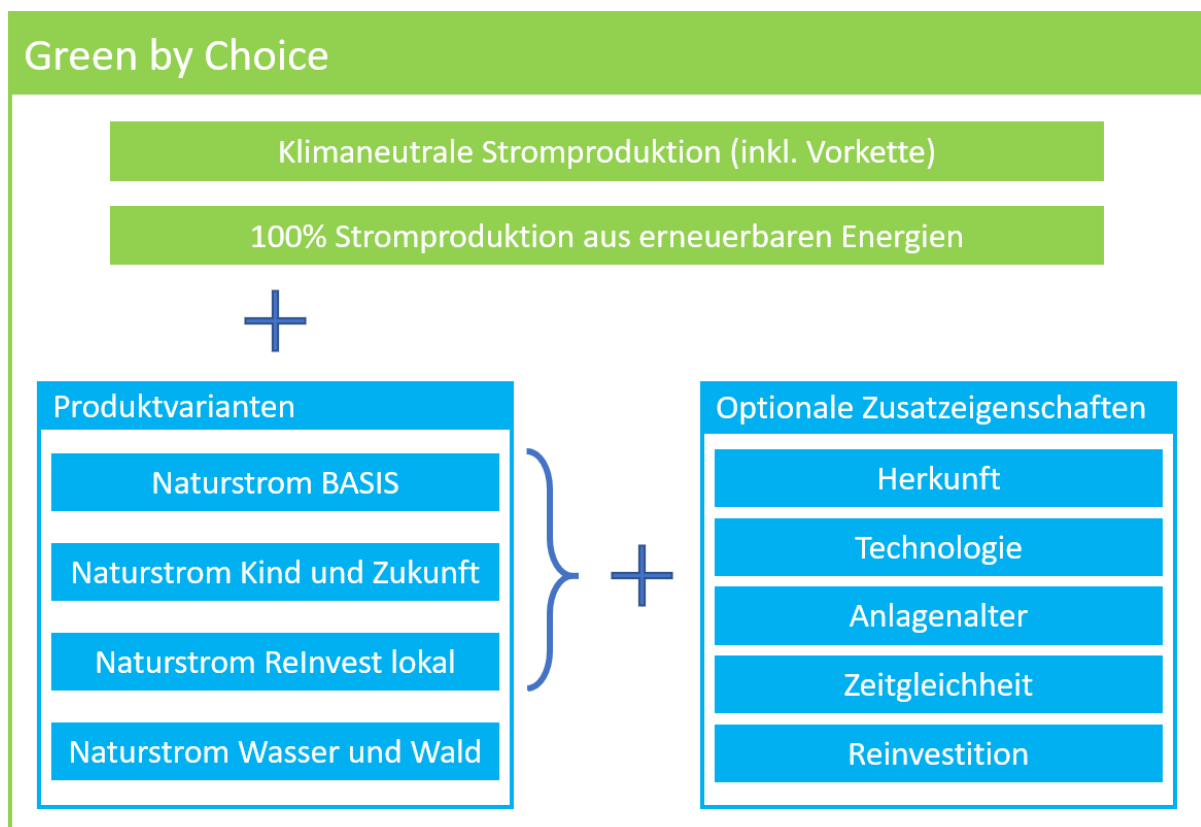 Green by Choice
Klimaneutrale Stromproduktion (inkl. Vorkette)
100% Stromproduktion aus erneuerbaren Energien
Produktvarianten
Naturstrom BASIS
Naturstrom Kind und Zukunft
Naturstrom ReInvest lokal
Naturstrom Wasser und Wald
Optionale Zusatzeigenschaften
Herkunft
Technologie
Anlagenalter
Zeitgleichheit
Reinvestition